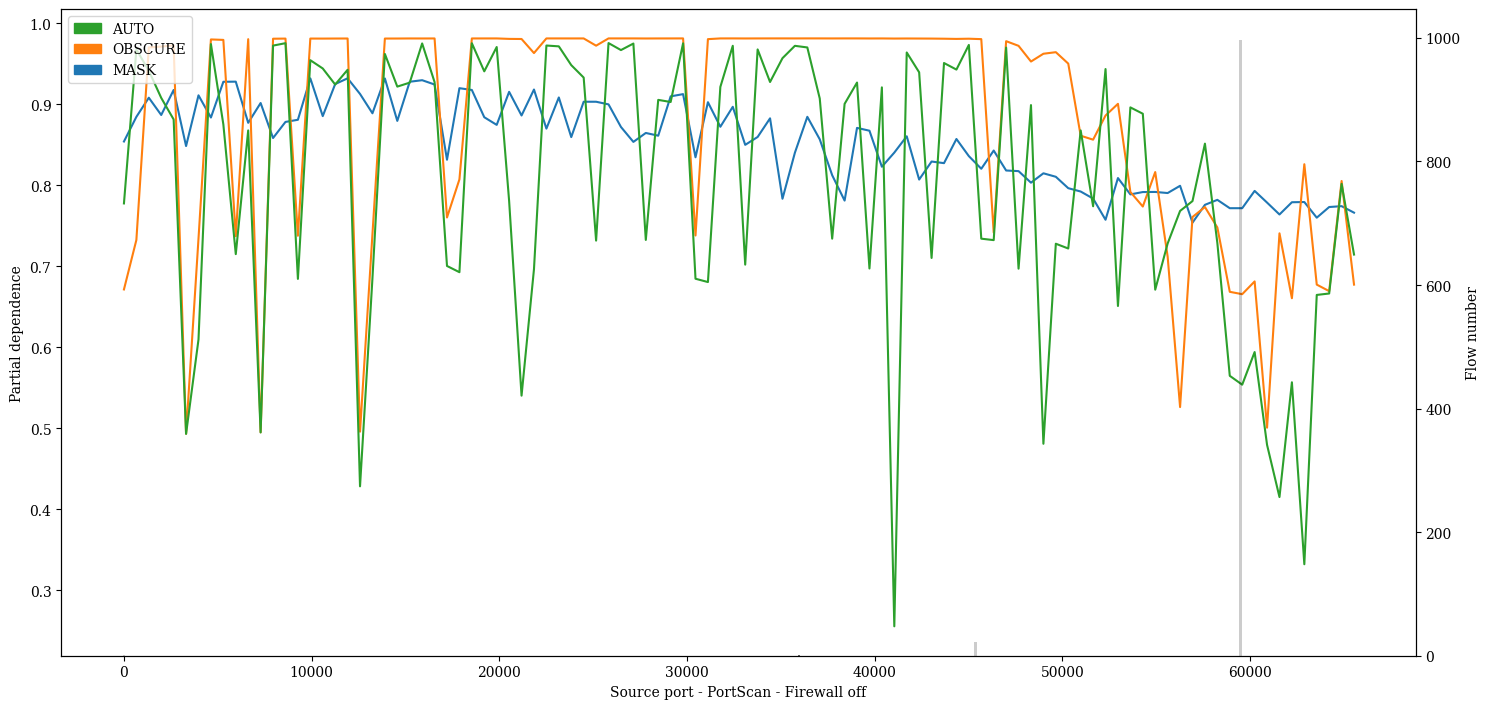 AUTO
OBSCURE
MASK
1.0
0.9
0.8
0.7
0.6
0.5
0.4
0.3
Partial dependence
1000
800
600
400
200
0
Flow number
0 10000 20000 30000 40000 50000 60000
Source port - PortScan - Firewall off